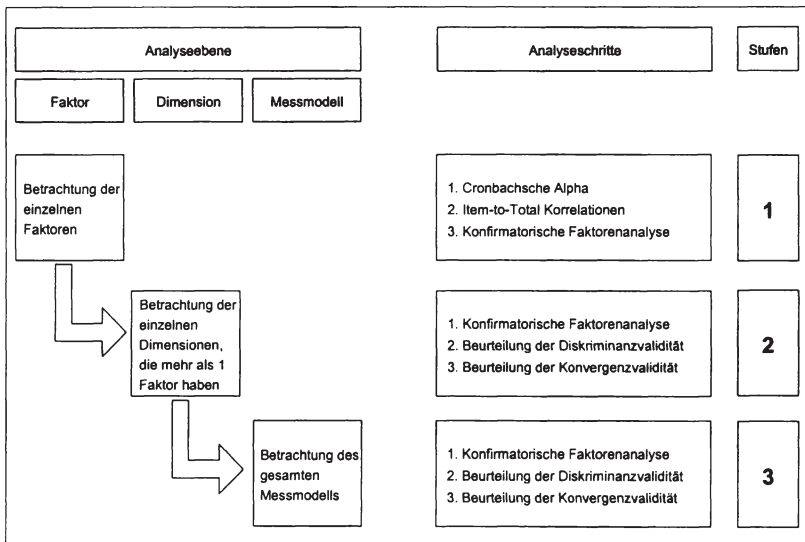 Analyseebene
Analyseschritte
Stufen
Faktor
Dimension
Messmodell
Betrachtung der
einzelnen
Faktoren
1. Cronbachsche Alpha
2. Item-to-Total Korrelationen
3. Konfirmatorische Faktorenanalyse
1
Betrachtung der
einzelnen
Dimensionen,
die mehr als 1
Faktor haben
1. Konfirmatorische Faktorenanalyse
2. Beurteilung der Diskriminanzvalidität
3. Beurteilung der Konvergenzvalidität
2
Betrachtung des
gesamten
Messmodells
1. Konfirmatorische Faktorenanalyse
2. Beurteilung der Diskriminanzvalidität
3. Beurteilung der Konvergenzvalidität
3